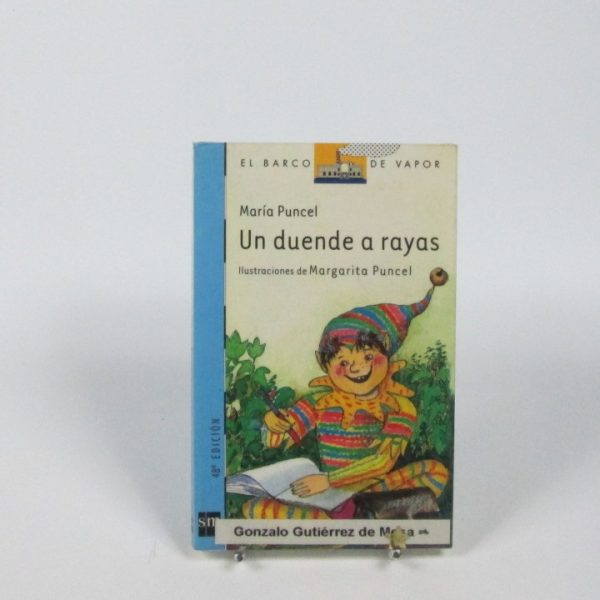 EL BARCO DE VAPOR
María Puncel
Un duende a rayas
Ilustraciones de Margarita Puncel
48ª EDICIÓN
sm
Gonzalo Gutiérrez de Mesa